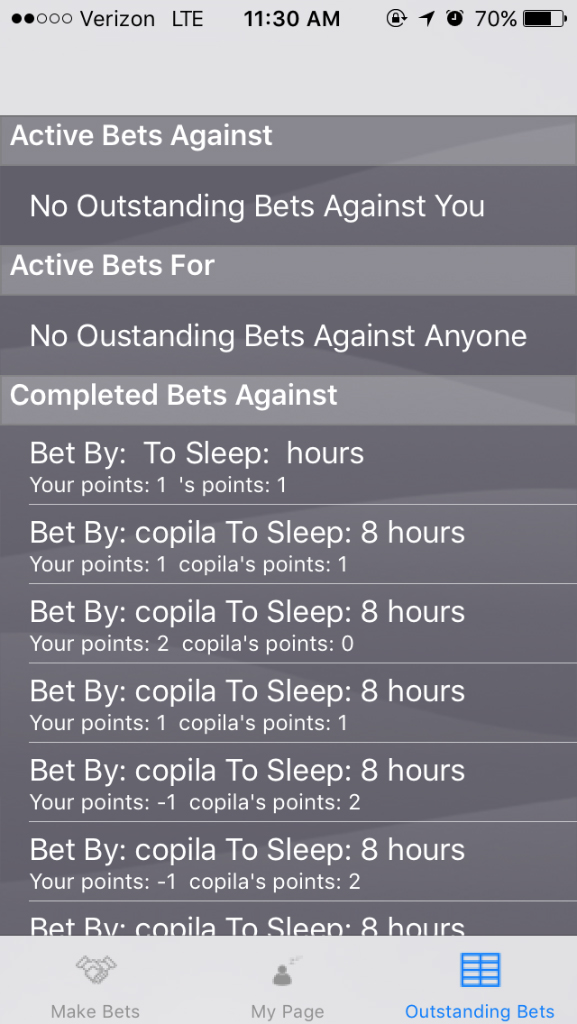 Verizon LTE 11:30 AM 70%
Active Bets Against
No Outstanding Bets Against You
Active Bets For
No Oustanding Bets Against Anyone
Completed Bets Against
Bet By:  To Sleep:  hours
Your points: 1  's points: 1
Bet By: copila To Sleep: 8 hours
Your points: 1  copila's points: 1
Bet By: copila To Sleep: 8 hours
Your points: 2  copila's points: 0
Bet By: copila To Sleep: 8 hours
Your points: 1  copila's points: 1
Bet By: copila To Sleep: 8 hours
Your points: -1  copila's points: 2
Bet By: copila To Sleep: 8 hours
Your points: -1  copila's points: 2
Bet By: copila To Sleep: 8 hours
Make Bets My Page Outstanding Bets